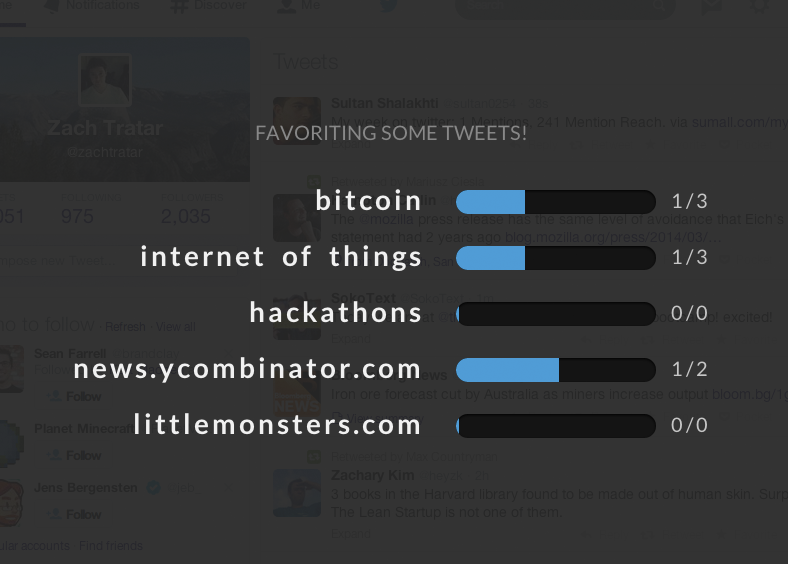 Notifications
Discover
Me
Tweets
Sultan Shalakhti
My week on twitter: 1 Mentions, 241 Mention Reach, via sumall.com/my
Zach Tratar
@zachtratar
FAVORITING SOME TWEETS!
bitcoin 1/3
051 975 2,035
The @mozilla press release has the same level of avoidance that Eich's
statement had 2 years ago blog.mozilla.org/press/2014/03/...
internet of things 1/3
hackathons 0/0
to follow · Refresh · View all
Expand
excited!
Sean Farrell
Follow
news.ycombinator.com 1/2
Iron ore forecast cut by Australia as miners increase output bloom.bg/1
NEWS
Planet Minecraft
littlemonsters.com 0/0
Follow
Zachary Kim
Jens Bergensten
3 books in the Harvard library found to be made out of human skin. Surp
The Lean Startup is not one of them.
Follow
Expand
ular accounts · Find friends